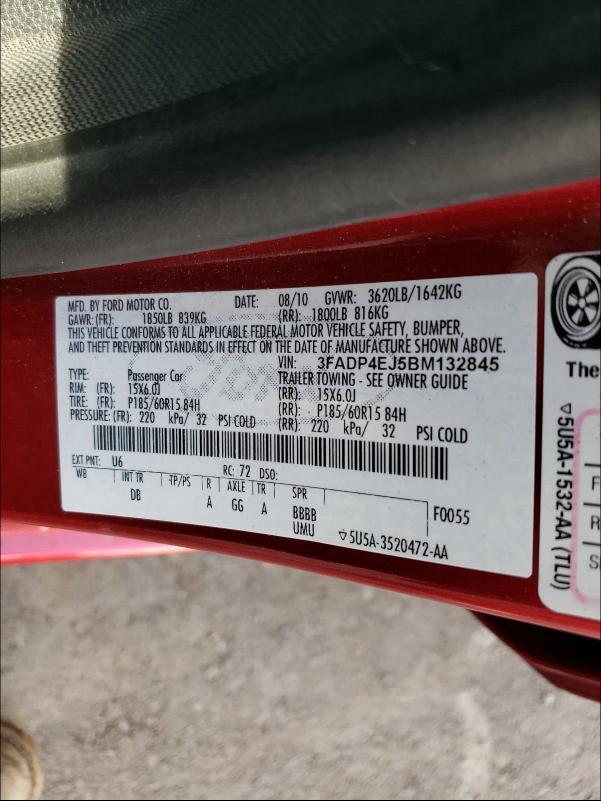 MFD. BY FORD MOTOR CO. DATE: 08/10 GVWR: 3620LB/1642KG
GAWR: (FR): 1850LB 839KG (RR): 1800LB 816KG
THIS VEHICLE CONFORMS TO ALL APPLICABLE FEDERAL MOTOR VEHICLE SAFETY, BUMPER,
AND THEFT PREVENTION STANDARDS IN EFFECT ON THE DATE OF MANUFACTURE SHOWN ABOVE.
VIN: 3FADP4EJ5BM132845
TYPE: Passenger Car TRAILER TOWING - SEE OWNER GUIDE
RIM: (FR): 15X6.0J (RR): 15X6.0J
TIRE: (FR): P185/60R15 84H (RR): P185/60R15 84H
PRESSURE: (FR): 220 kPa/ 32 PSI COLD (RR): 220 kPa/ 32 PSI COLD
EXT PNT: U6 RC: 72 DSO:
WB INT TR TP/PS R AXLE TR SPR
DB A GG A BBBB F0055
UMU ▽5U5A-3520472-AA
The
▽5U5A-1532-AA (TLU)
F
R